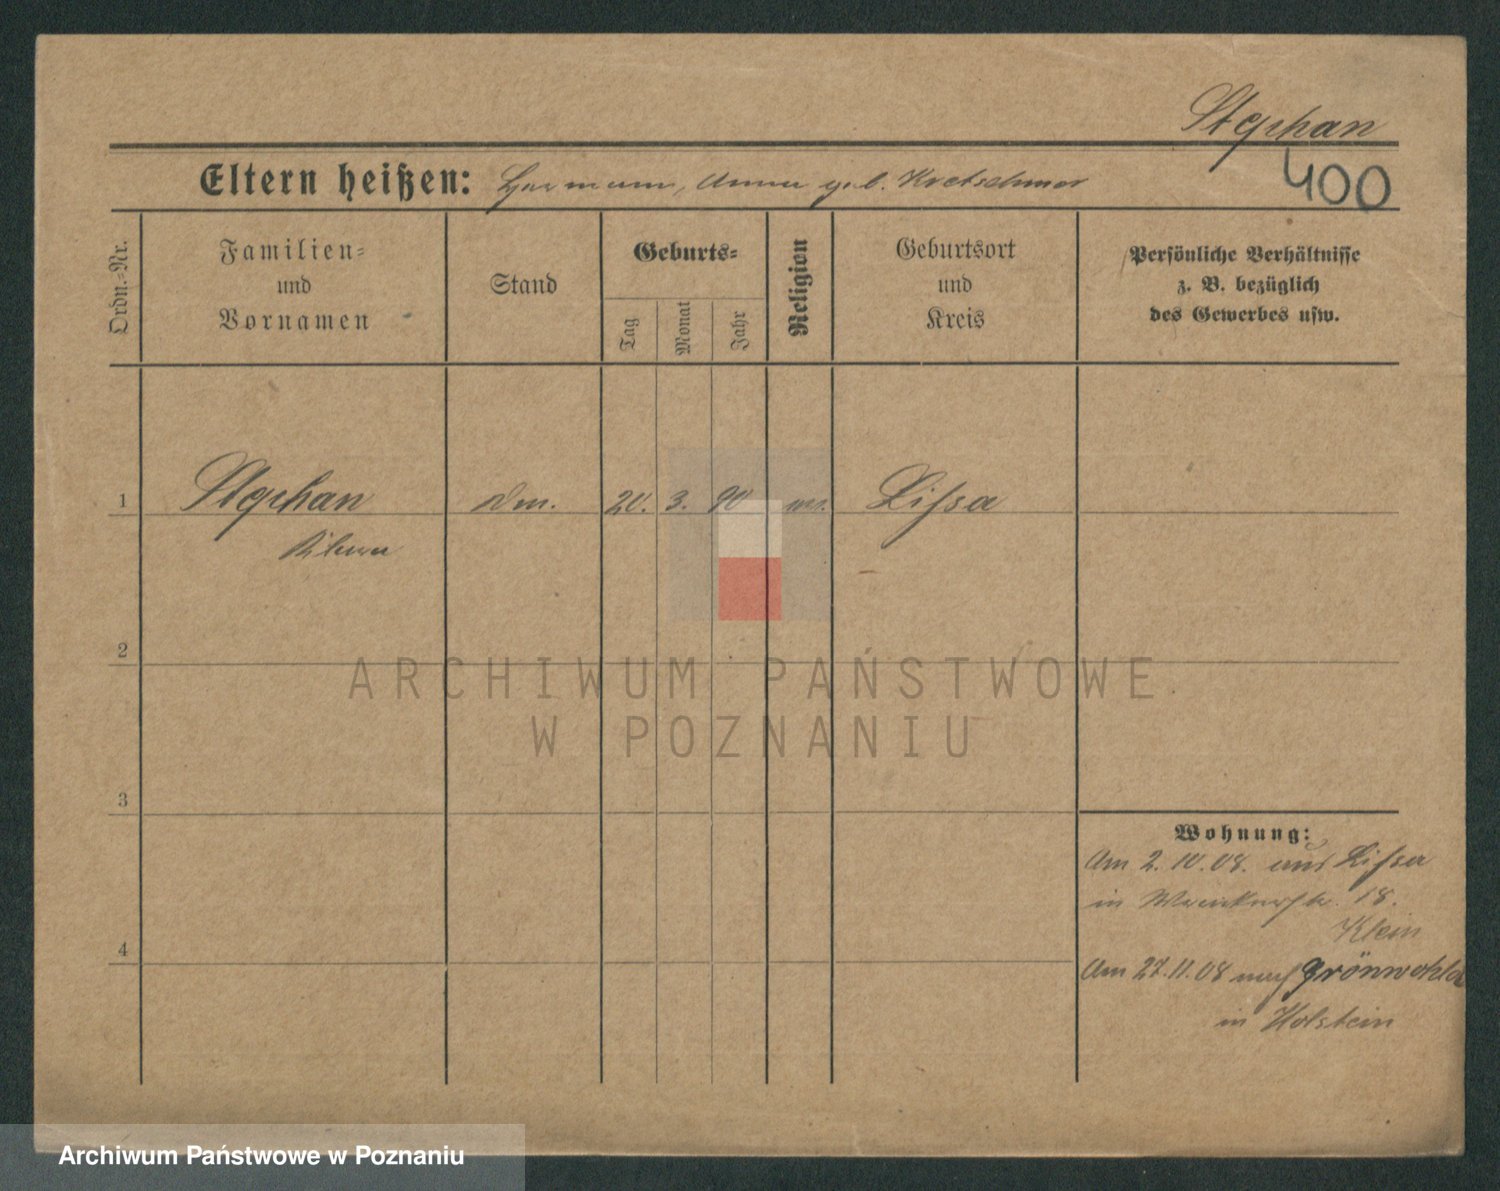 Stephan
400
Eltern heißen: Hermann, Anna geb. Kretschmer
Ordn.=Nr.
Familien=
und
Vornamen
Stand
Geburts=
Tag
Monat
Jahr
Religion
Geburtsort
und
Kreis
Persönliche Verhältnisse
z. B. bezüglich
des Gewerbes usw.
1 Stephan 20. 3. 90 Lissa
2
ARCHIWUM PAŃSTWOWE
W POZNANIU
3
Wohnung:
Am 2.10.08. aus Lissa
in 18.
Klein
4
Am 27.11.08 nach Grönwohld
in Holstein
Archiwum Państwowe w Poznaniu